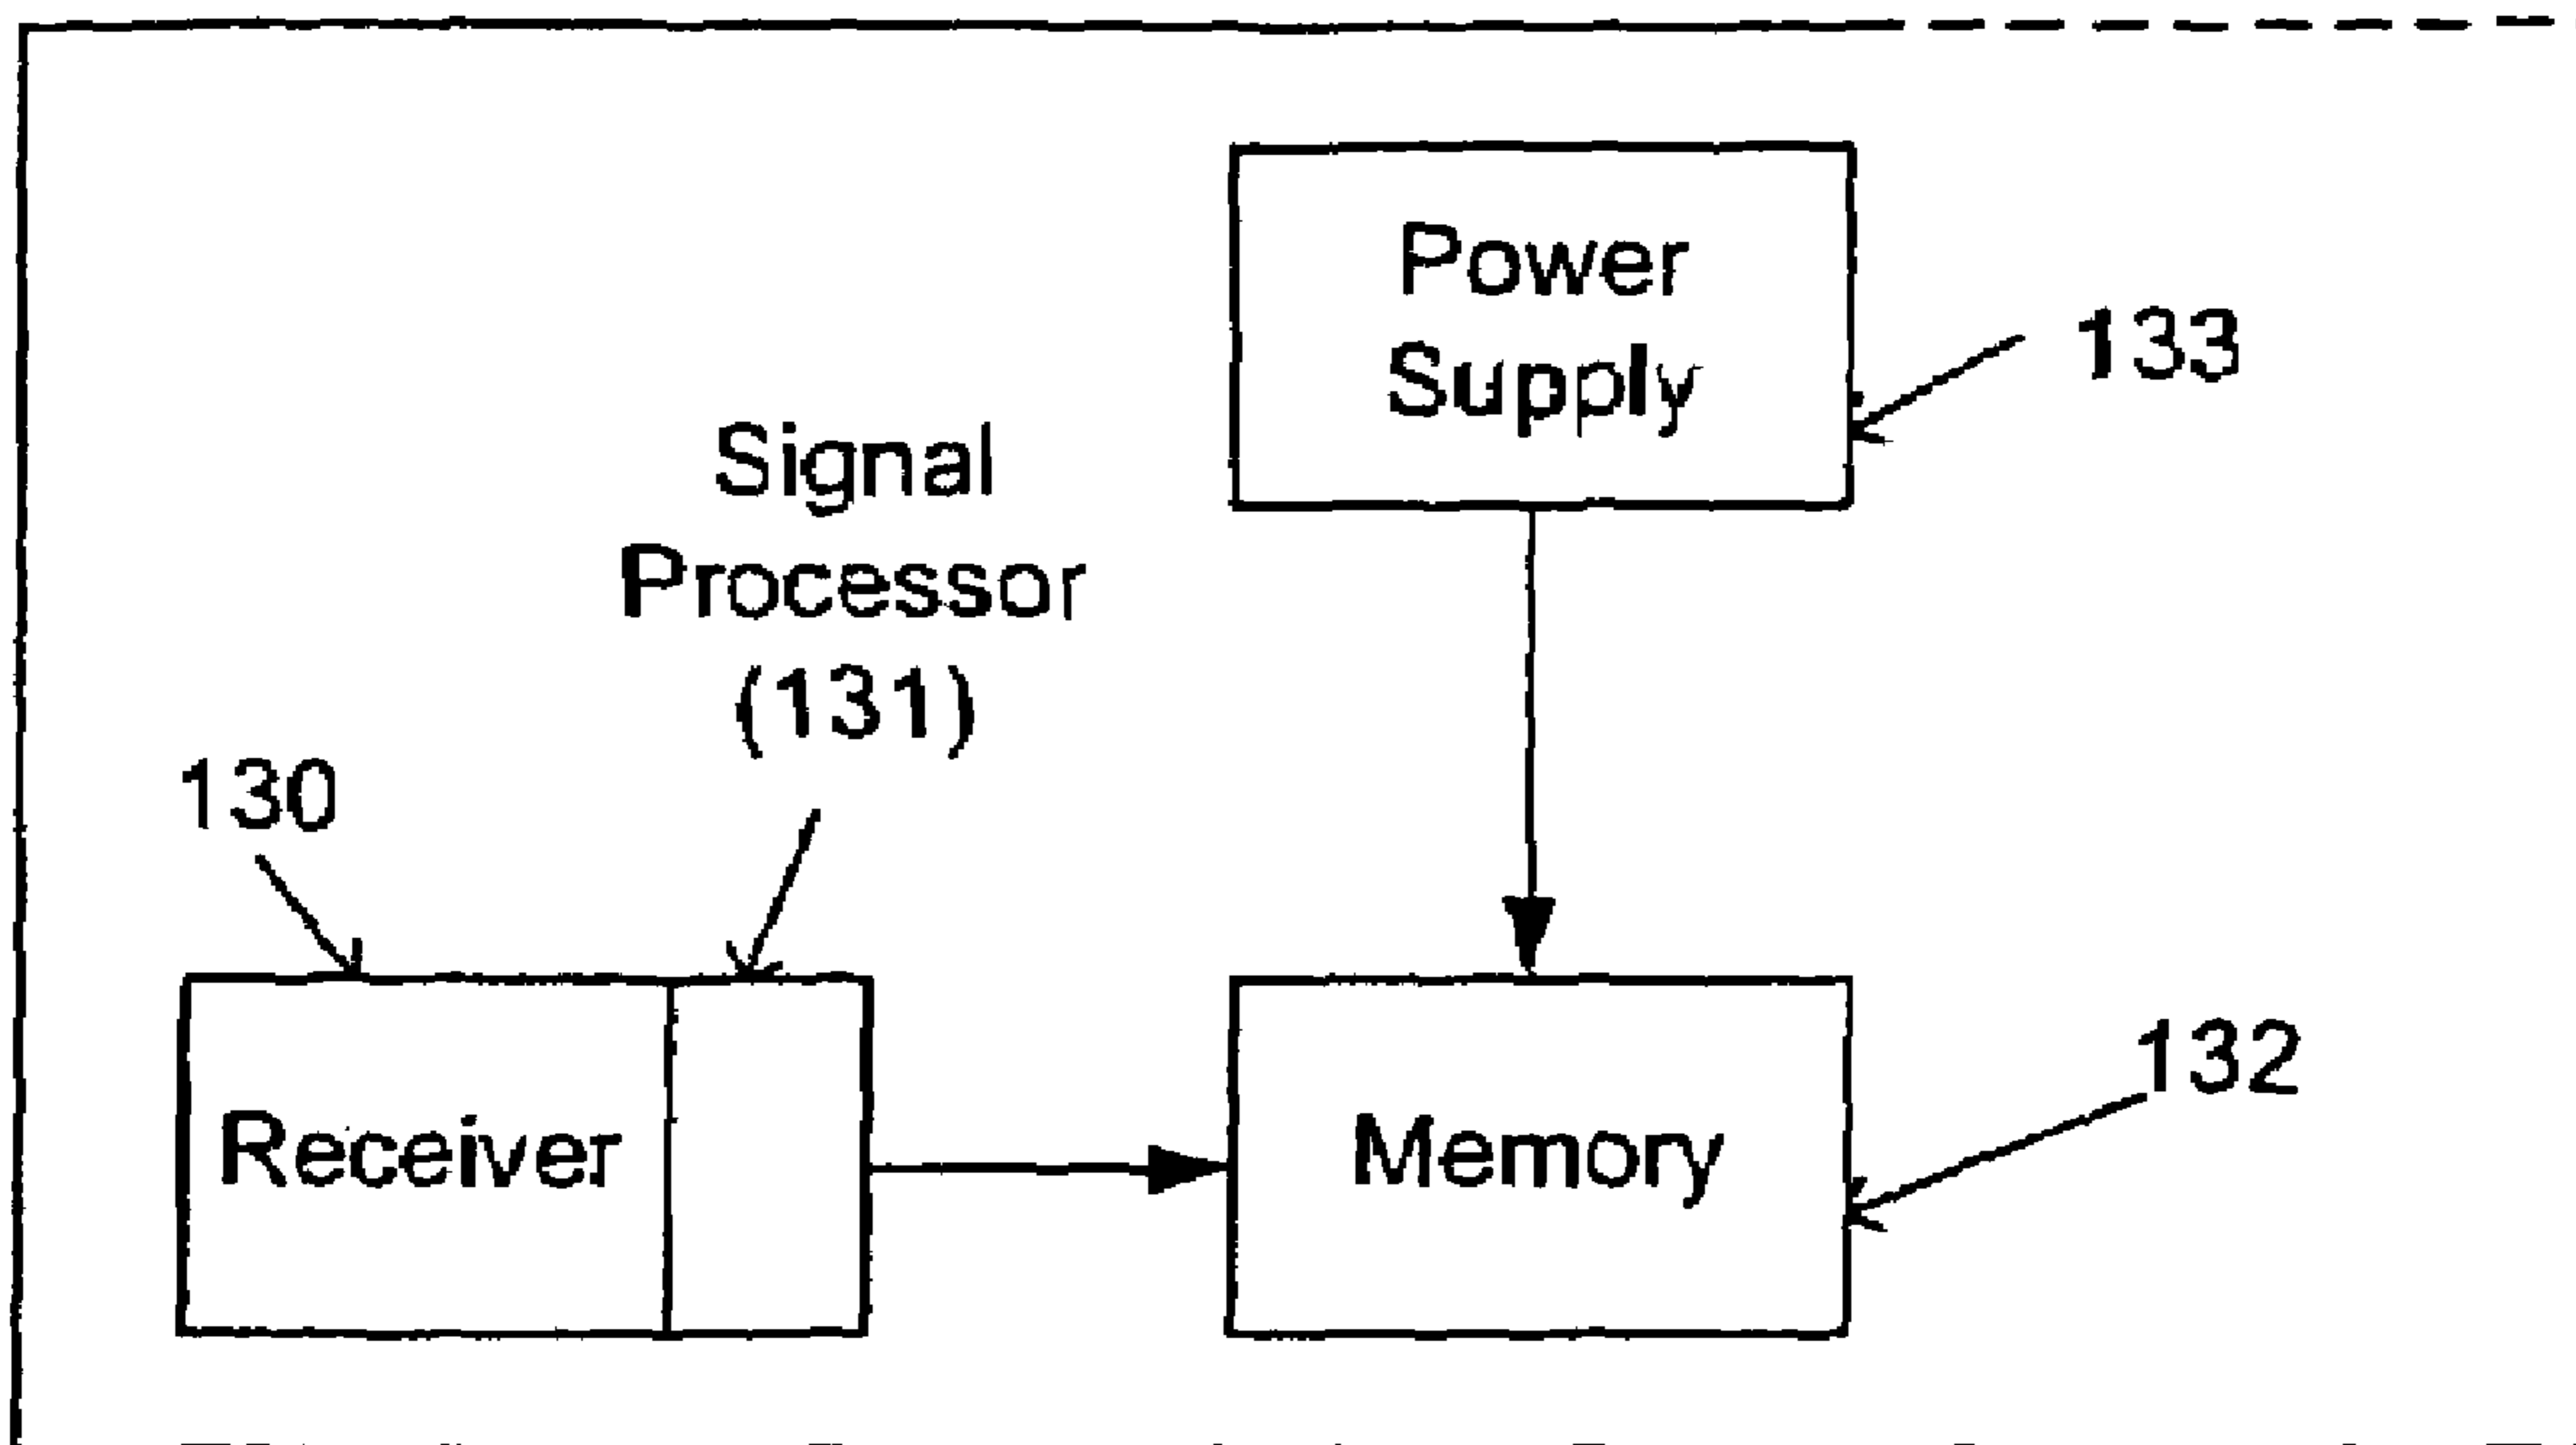 Power
Supply
133
Signal
Processor
(131)
130
Receiver
Memory
132